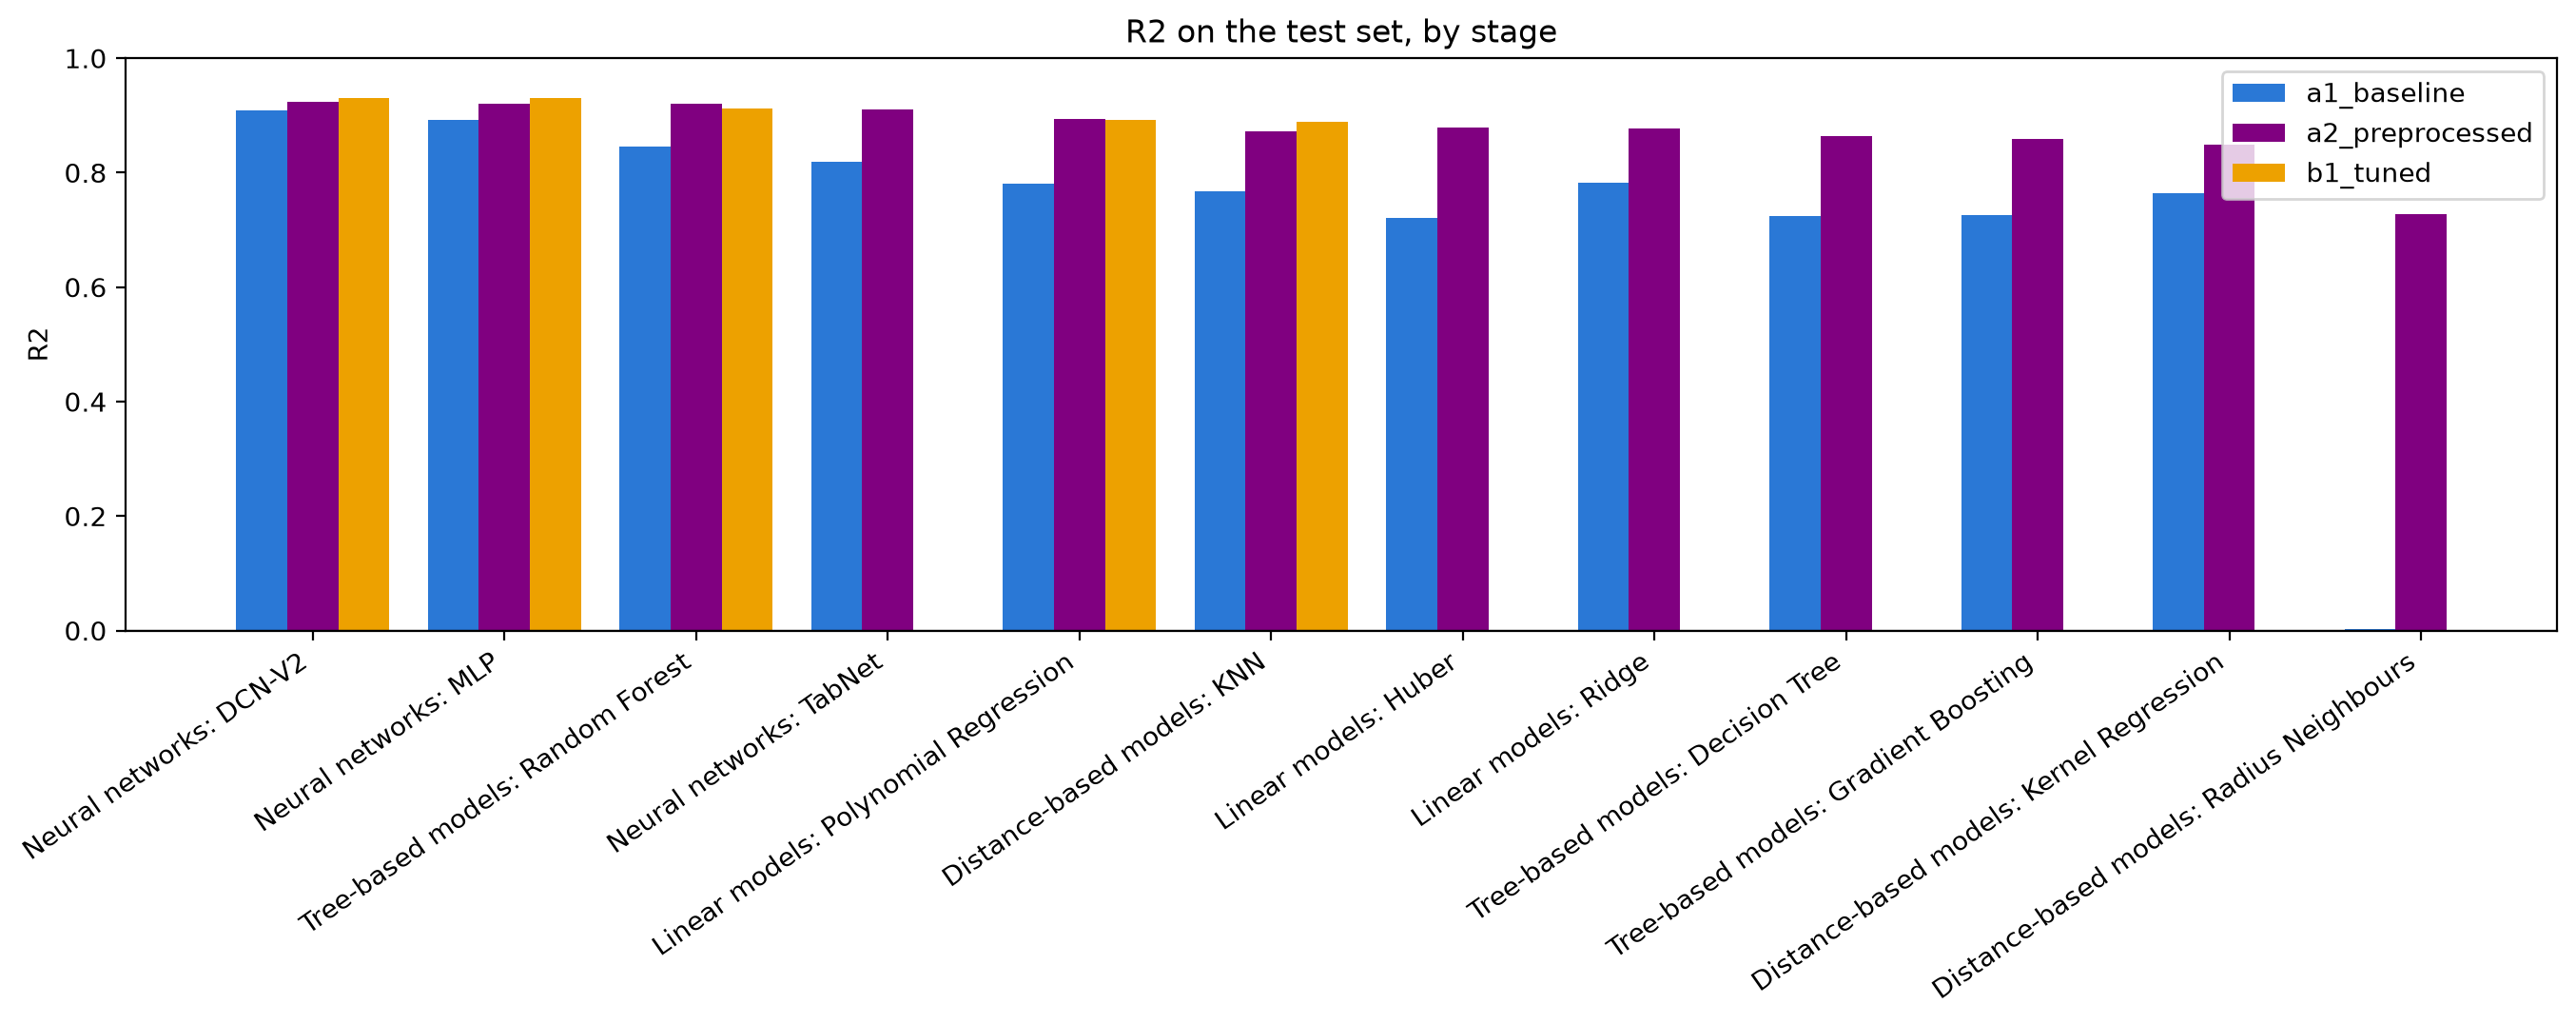 R2 on the test set, by stage
1.0
0.8
0.6
0.4
0.2
0.0
R2
a1_baseline
a2_preprocessed
b1_tuned
Neural networks: DCN-V2
Neural networks: MLP
Tree-based models: Random Forest
Neural networks: TabNet
Linear models: Polynomial Regression
Distance-based models: KNN
Linear models: Huber
Linear models: Ridge
Tree-based models: Decision Tree
Tree-based models: Gradient Boosting
Distance-based models: Kernel Regression
Distance-based models: Radius Neighbours